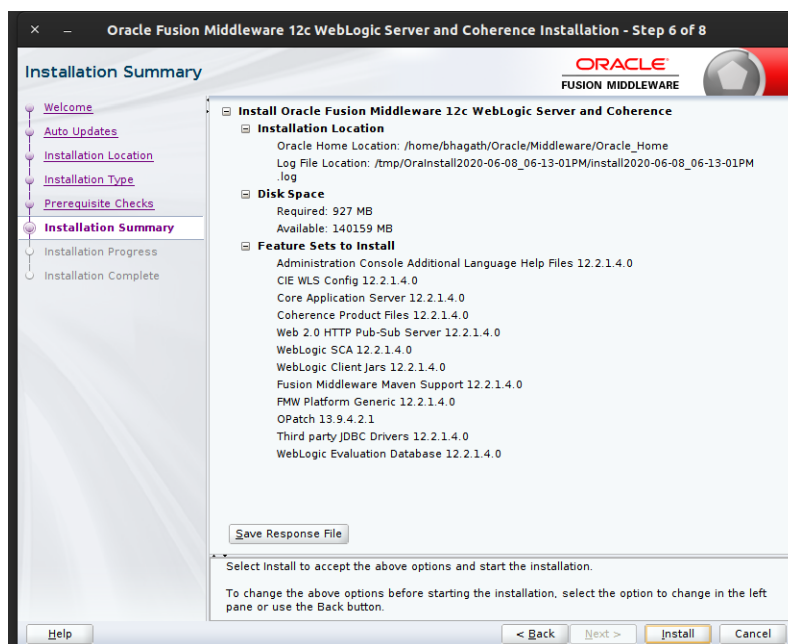 Oracle Fusion Middleware 12c WebLogic Server and Coherence Installation - Step 6 of 8
Installation Summary
ORACLE
FUSION MIDDLEWARE
Welcome
Auto Updates
Installation Location
Installation Type
Prerequisite Checks
Installation Summary
Installation Progress
Installation Complete
Install Oracle Fusion Middleware 12c WebLogic Server and Coherence
Installation Location
Oracle Home Location: /home/bhagath/Oracle/Middleware/Oracle_Home
Log File Location: /tmp/OraInstall2020-06-08_06-13-01PM/install2020-06-08_06-13-01PM
.log
Disk Space
Required: 927 MB
Available: 140159 MB
Feature Sets to Install
Administration Console Additional Language Help Files 12.2.1.4.0
CIE WLS Config 12.2.1.4.0
Core Application Server 12.2.1.4.0
Coherence Product Files 12.2.1.4.0
Web 2.0 HTTP Pub-Sub Server 12.2.1.4.0
WebLogic SCA 12.2.1.4.0
WebLogic Client Jars 12.2.1.4.0
Fusion Middleware Maven Support 12.2.1.4.0
FMW Platform Generic 12.2.1.4.0
OPatch 13.9.4.2.1
Third party JDBC Drivers 12.2.1.4.0
WebLogic Evaluation Database 12.2.1.4.0
Save Response File
Select Install to accept the above options and start the installation.
To change the above options before starting the installation, select the option to change in the left
pane or use the Back button.
Help
< Back
Next >
Install
Cancel